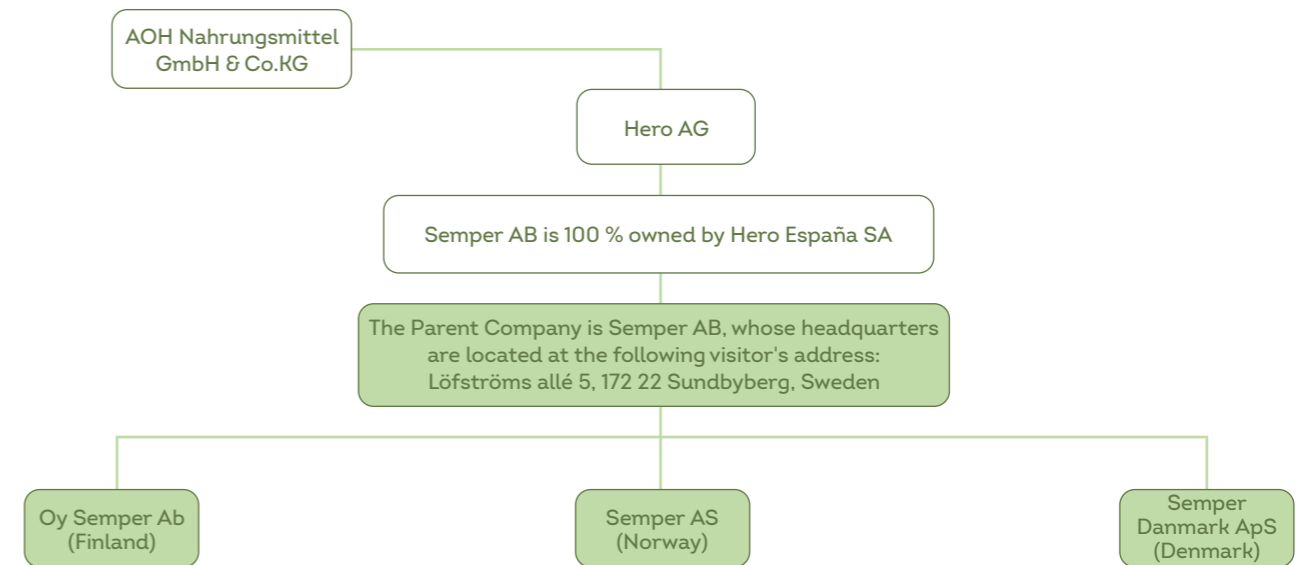 AOH Nahrungsmittel
GmbH & Co.KG
Hero AG
Semper AB is 100 % owned by Hero España SA
The Parent Company is Semper AB, whose headquarters
are located at the following visitor's address:
Löfströms allé 5, 172 22 Sundbyberg, Sweden
Oy Semper Ab
(Finland)
Semper AS
(Norway)
Semper
Danmark ApS
(Denmark)